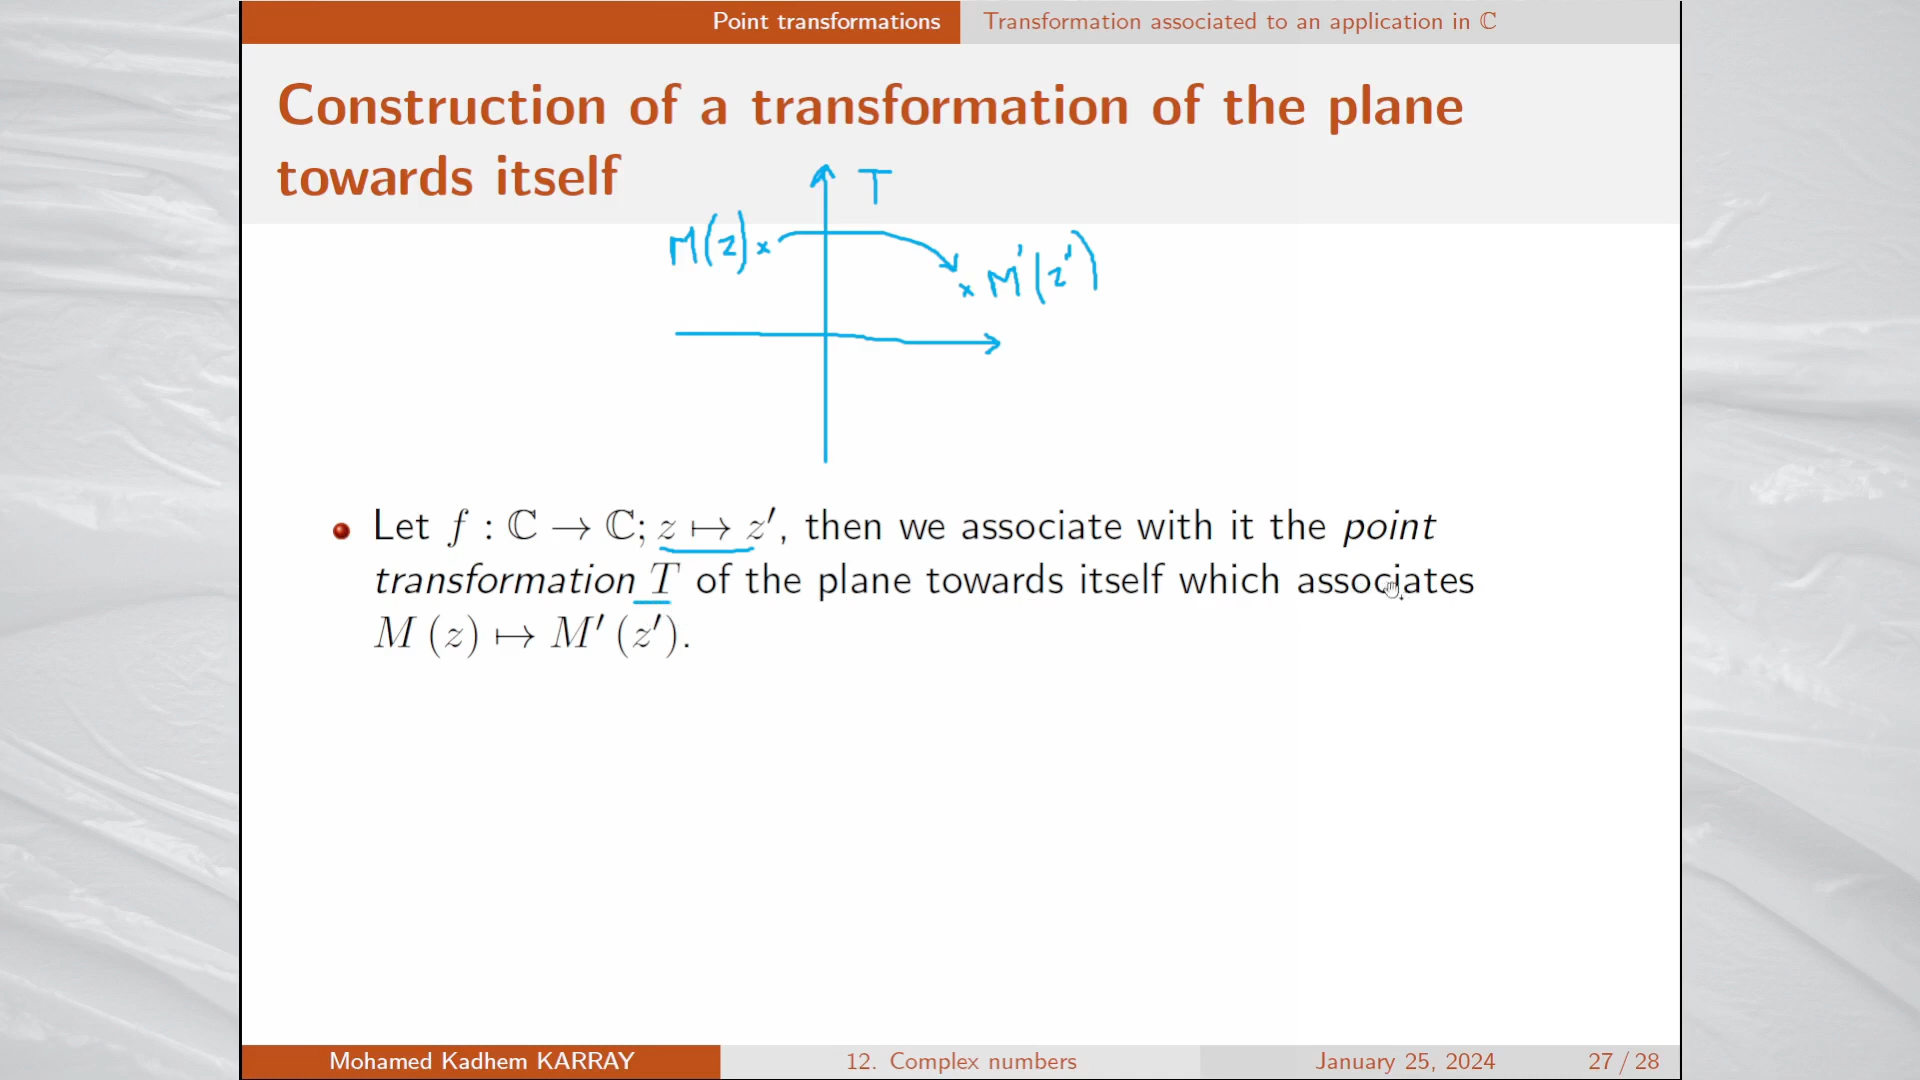 Point transformations Transformation associated to an application in ℂ
Construction of a transformation of the plane
towards itself
T
M(z) × × M'(z')
Let f : ℂ → ℂ; z ↦ z′, then we associate with it the point
transformation T of the plane towards itself which associates
M (z) ↦ M′ (z′).
Mohamed Kadhem KARRAY 12. Complex numbers January 25, 2024 27 / 28